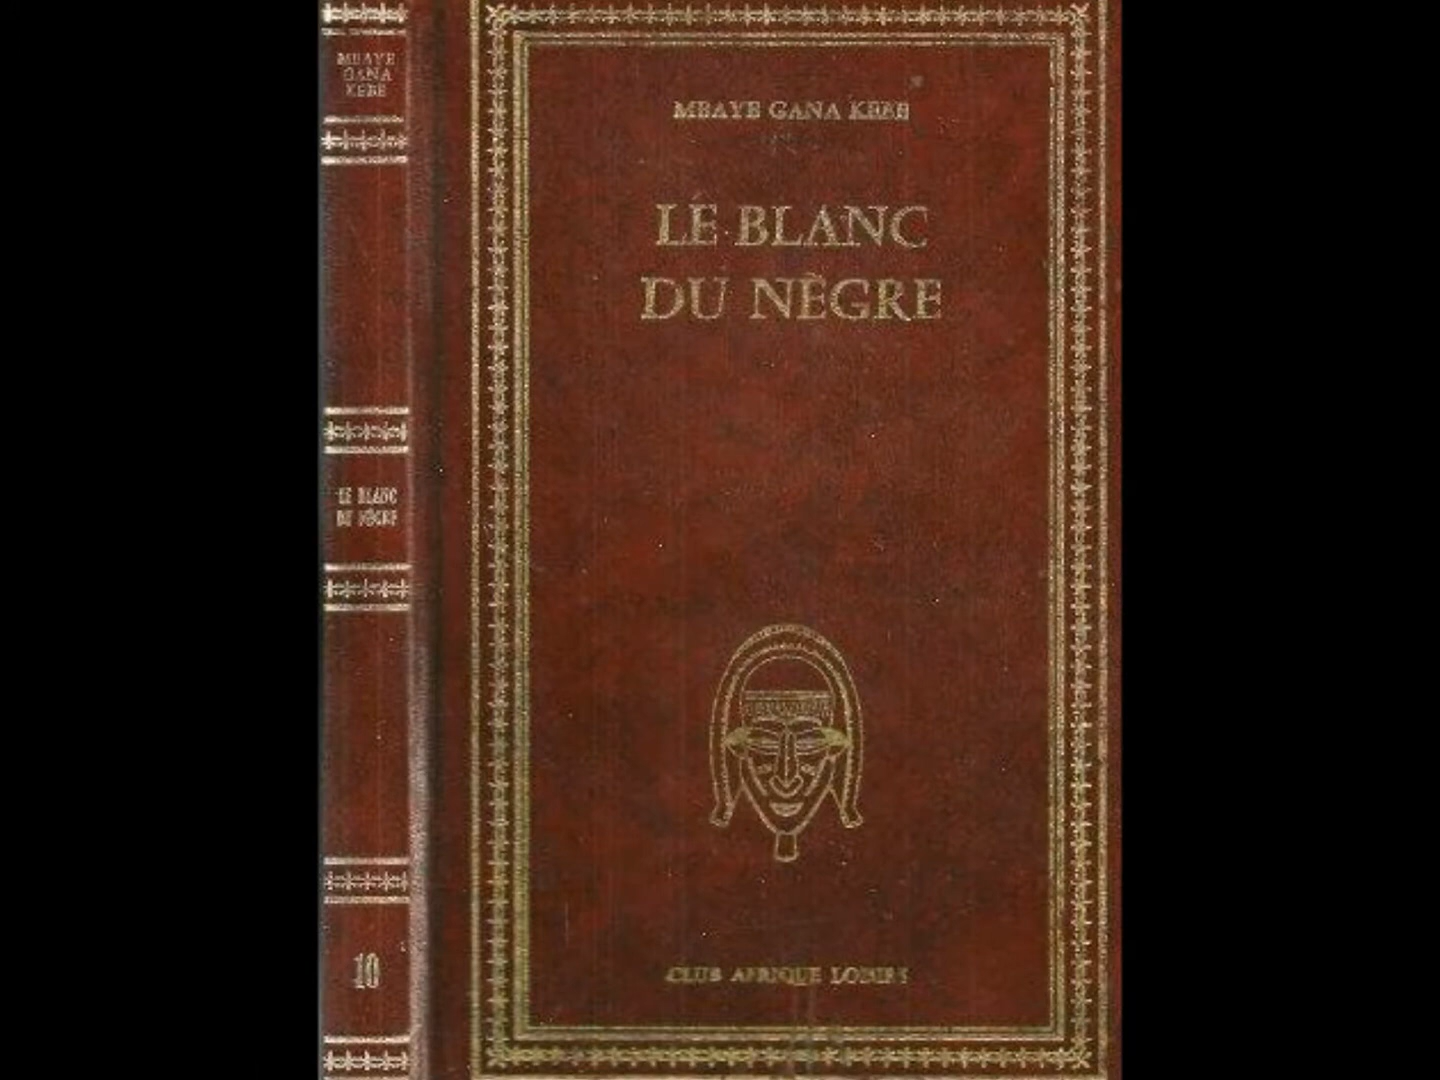 MBAYE
GANA
KEBE
LE BLANC
DU NÈGRE
10
MBAYE GANA KEBE
LE BLANC
DU NÈGRE
CLUB AFRIQUE LOISIRS